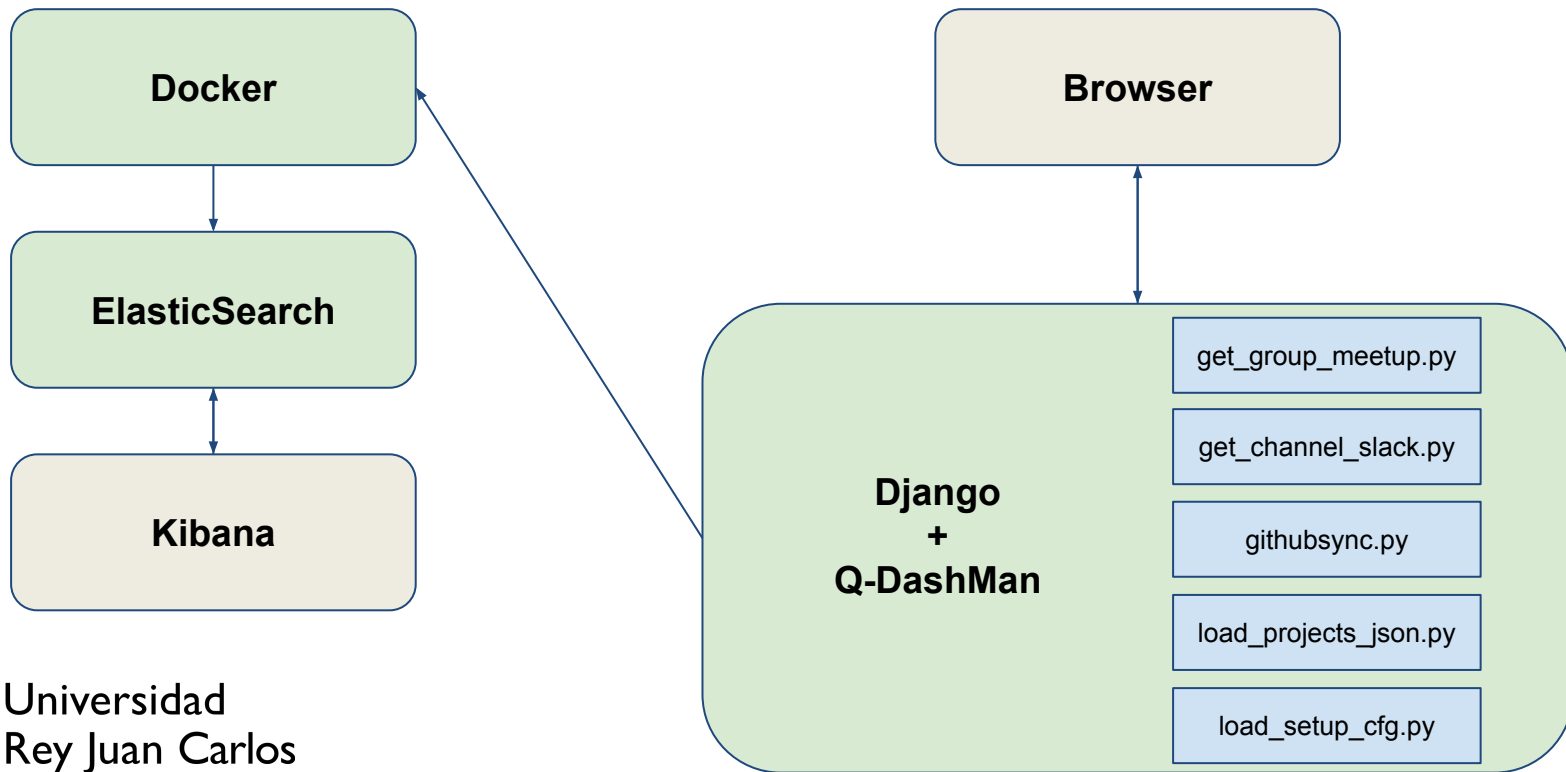 Docker
Browser
ElasticSearch
Kibana
Django
+
Q-DashMan
get_group_meetup.py
get_channel_slack.py
githubsync.py
load_projects_json.py
load_setup_cfg.py
Universidad
Rey Juan Carlos